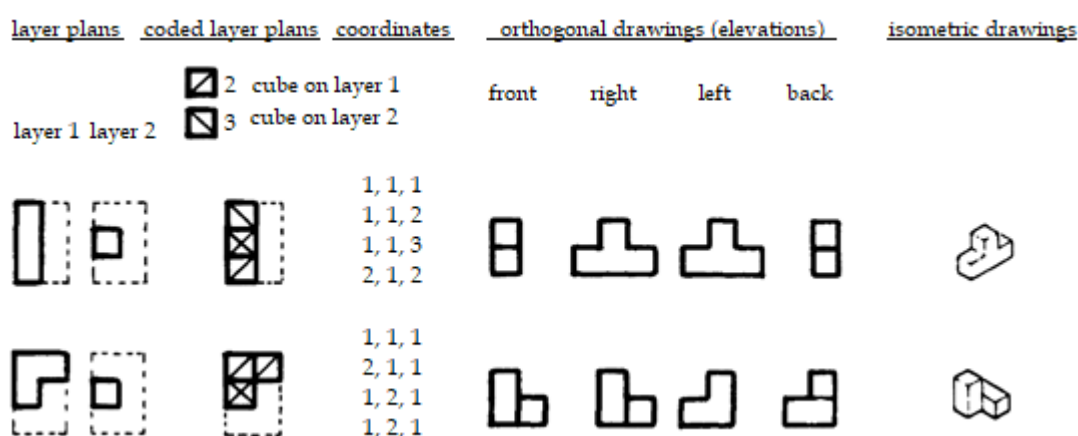 layer plans coded layer plans coordinates orthogonal drawings (elevations) isometric drawings
2 cube on layer 1
3 cube on layer 2
front right left back
layer 1 layer 2
1, 1, 1
1, 1, 2
1, 1, 3
2, 1, 2
1, 1, 1
2, 1, 1
1, 2, 1
1, 2, 1